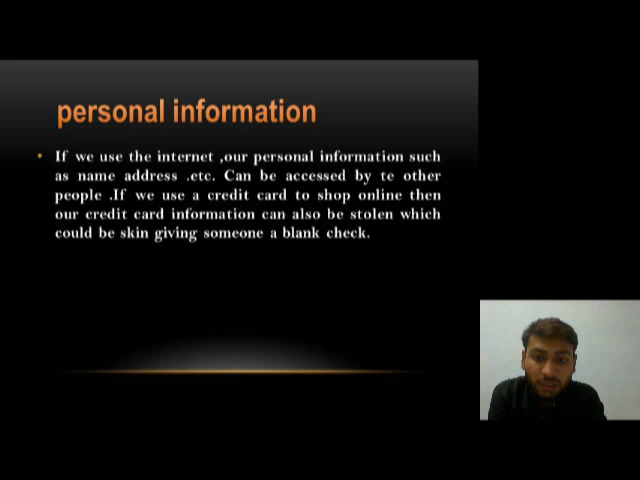 personal information
• If we use the internet ,our personal information such
as name address .etc. Can be accessed by te other
people .If we use a credit card to shop online then
our credit card information can also be stolen which
could be skin giving someone a blank check.